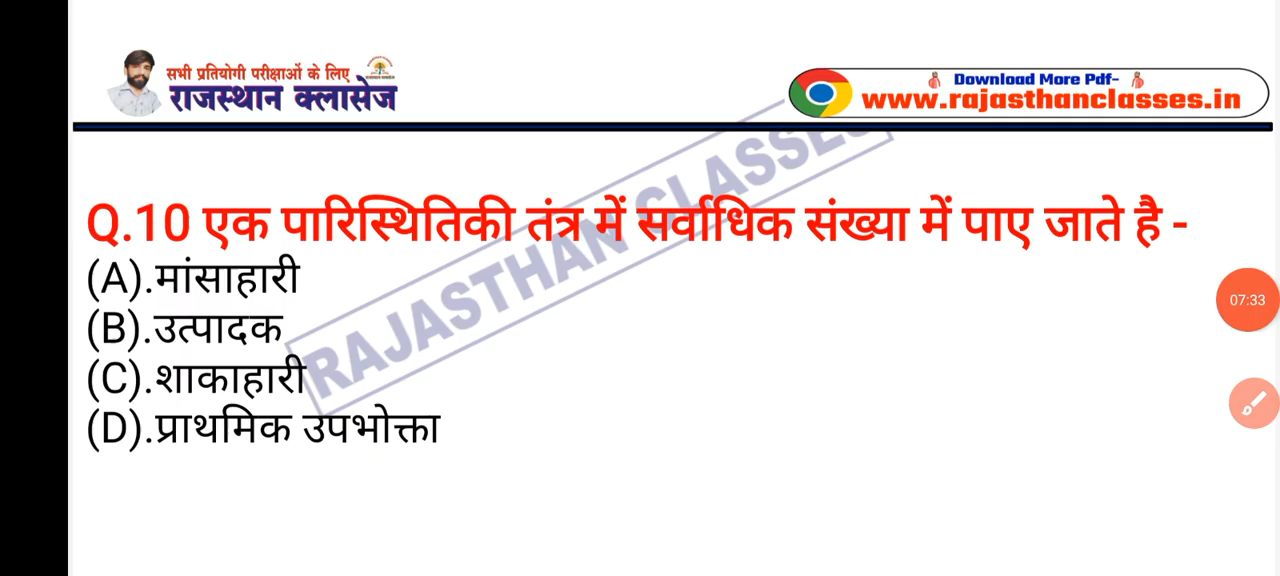 सभी प्रतियोगी परीक्षाओं के लिए
राजस्थान क्लासेज
Download More Pdf-
www.rajasthanclasses.in
RAJASTHAN CLASSES
Q.10 एक पारिस्थितिकी तंत्र में सर्वाधिक संख्या में पाए जाते है -
(A).मांसाहारी
(B).उत्पादक
(C).शाकाहारी
(D).प्राथमिक उपभोक्ता
07:33